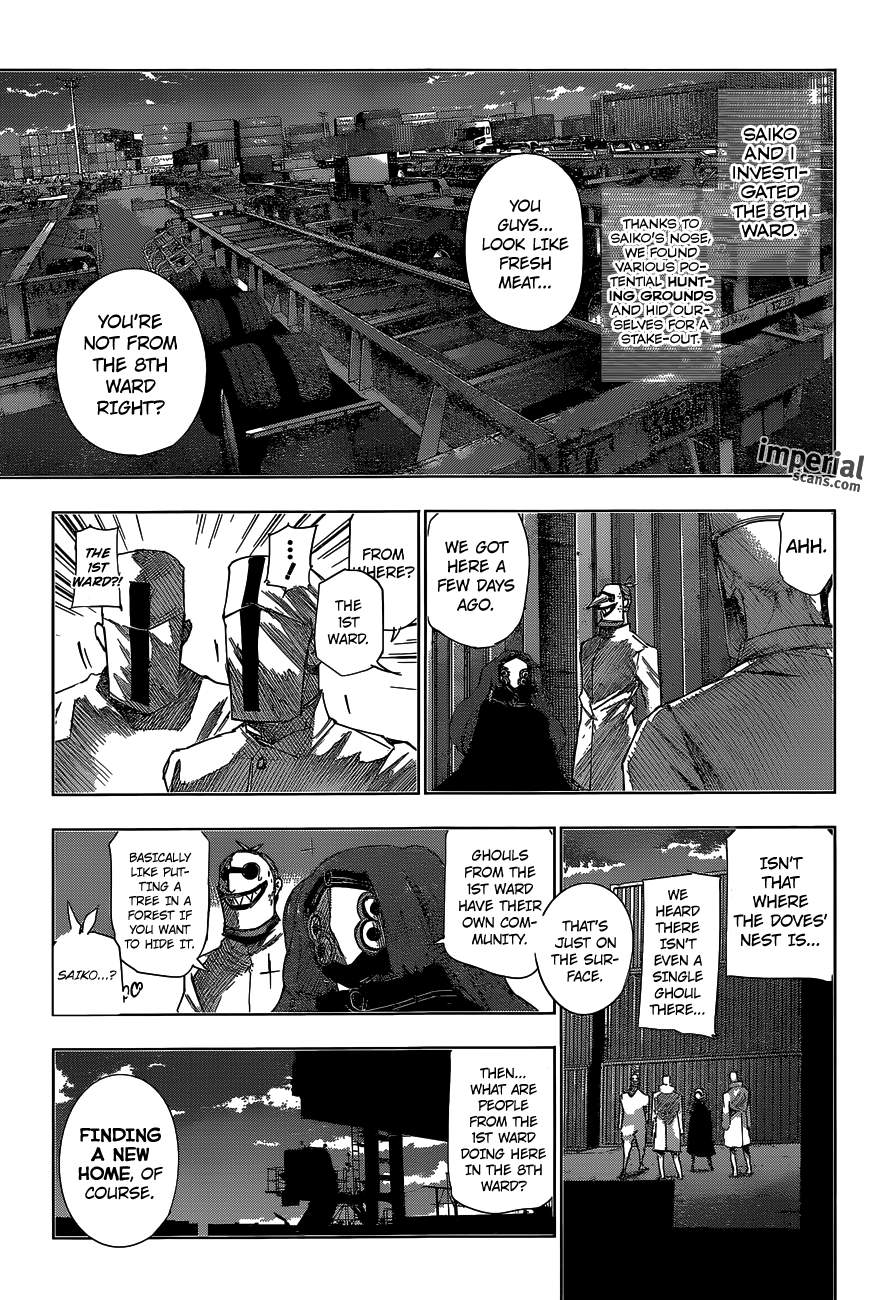 SAIKO
AND I
INVESTI-
GATED
THE 8TH
WARD.
THANKS TO
SAIKO'S NOSE,
WE FOUND
VARIOUS PO-
TENTIAL HUNT-
ING GROUNDS
AND HID OUR-
SELVES FOR A
STAKE-OUT.
YOU
GUYS...
LOOK LIKE
FRESH
MEAT...
YOU'RE
NOT FROM
THE 8TH
WARD
RIGHT?
imperial
scans.com
AHH.
WE GOT
HERE A
FEW DAYS
AGO.
FROM
WHERE?
THE
1ST
WARD.
...!
THE
1ST
WARD?!
ISN'T
THAT
WHERE
THE DOVES'
NEST IS...
WE
HEARD
THERE
ISN'T
EVEN A
SINGLE
GHOUL
THERE...
THAT'S
JUST ON
THE SUR-
FACE.
GHOULS
FROM THE
1ST WARD
HAVE THEIR
OWN COM-
MUNITY.
BASICALLY
LIKE PUT-
TING A
TREE IN A
FOREST IF
YOU WANT
TO HIDE IT.
SAIKO...?
THEN...
WHAT ARE
PEOPLE
FROM THE
1ST WARD
DOING HERE
IN THE 8TH
WARD?
FINDING
A NEW
HOME, OF
COURSE.